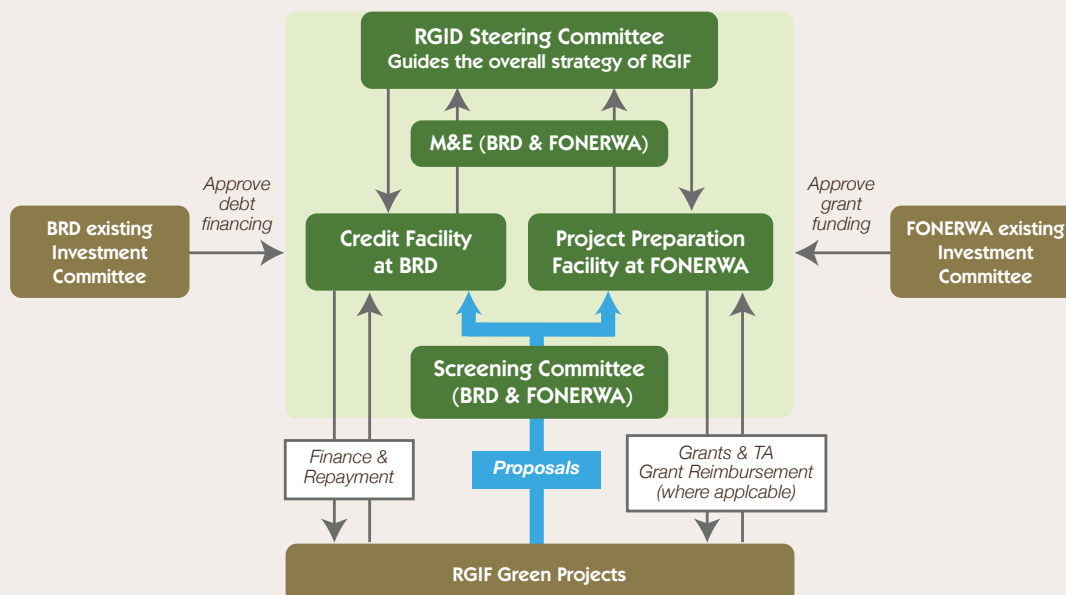 RGID Steering Committee
Guides the overall strategy of RGIF
M&E (BRD & FONERWA)
Approve
debt
financing
Approve
grant
funding
BRD existing
Investment
Committee
Credit Facility
at BRD
Project Preparation
Facility at FONERWA
FONERWA existing
Investment
Committee
Screening Committee
(BRD & FONERWA)
Finance &
Repayment
Proposals
Grants & TA
Grant Reimbursement
(where applcable)
RGIF Green Projects